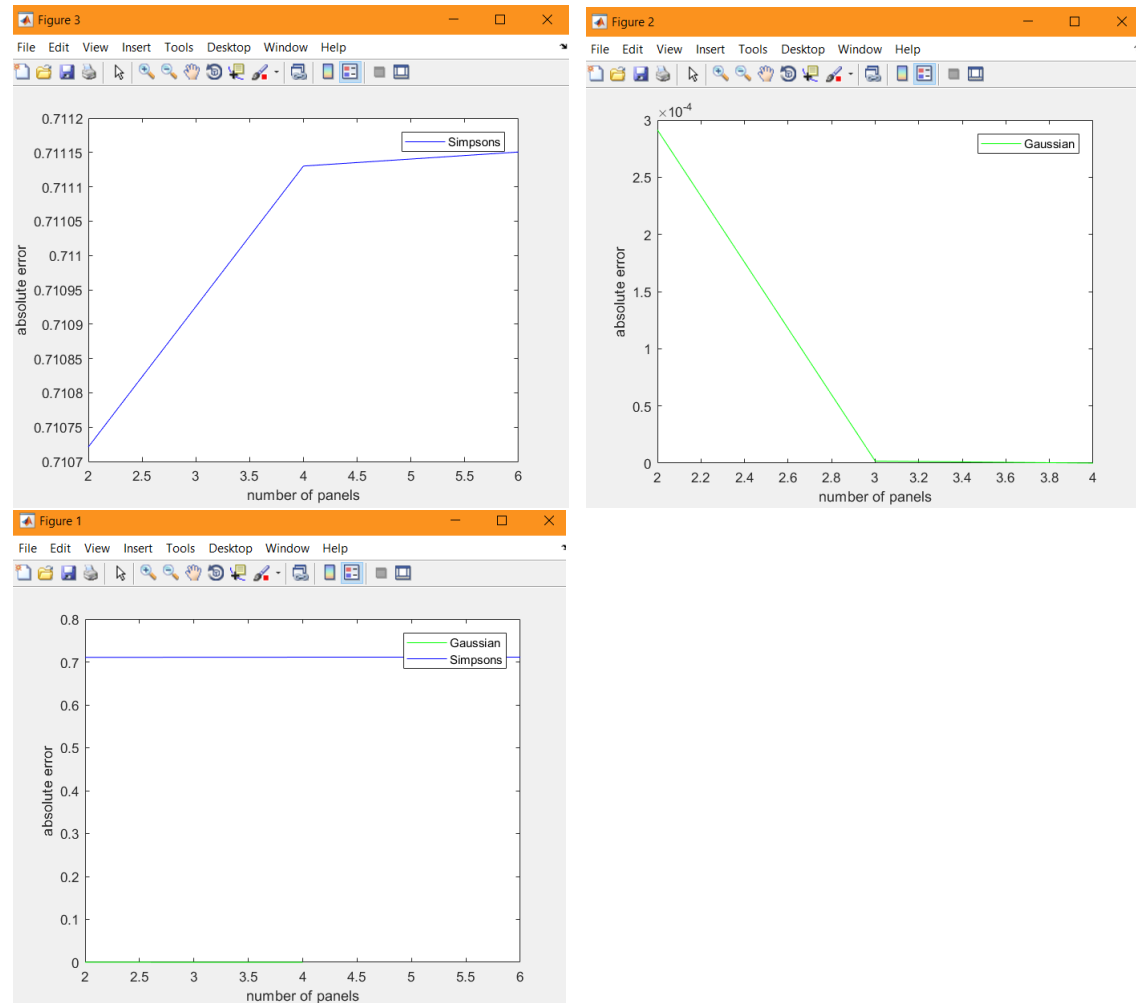 Figure 3
File Edit View Insert Tools Desktop Window Help
0.7112
0.71115
0.7111
0.71105
0.711
0.71095
0.7109
0.71085
0.7108
0.71075
0.7107
absolute error
Simpsons
2 2.5 3 3.5 4 4.5 5 5.5 6
number of panels
Figure 2
File Edit View Insert Tools Desktop Window Help
×10⁻⁴
3
2.5
2
1.5
1
0.5
0
absolute error
Gaussian
2 2.2 2.4 2.6 2.8 3 3.2 3.4 3.6 3.8 4
number of panels
Figure 1
File Edit View Insert Tools Desktop Window Help
0.8
0.7
0.6
0.5
0.4
0.3
0.2
0.1
0
absolute error
Gaussian
Simpsons
2 2.5 3 3.5 4 4.5 5 5.5 6
number of panels